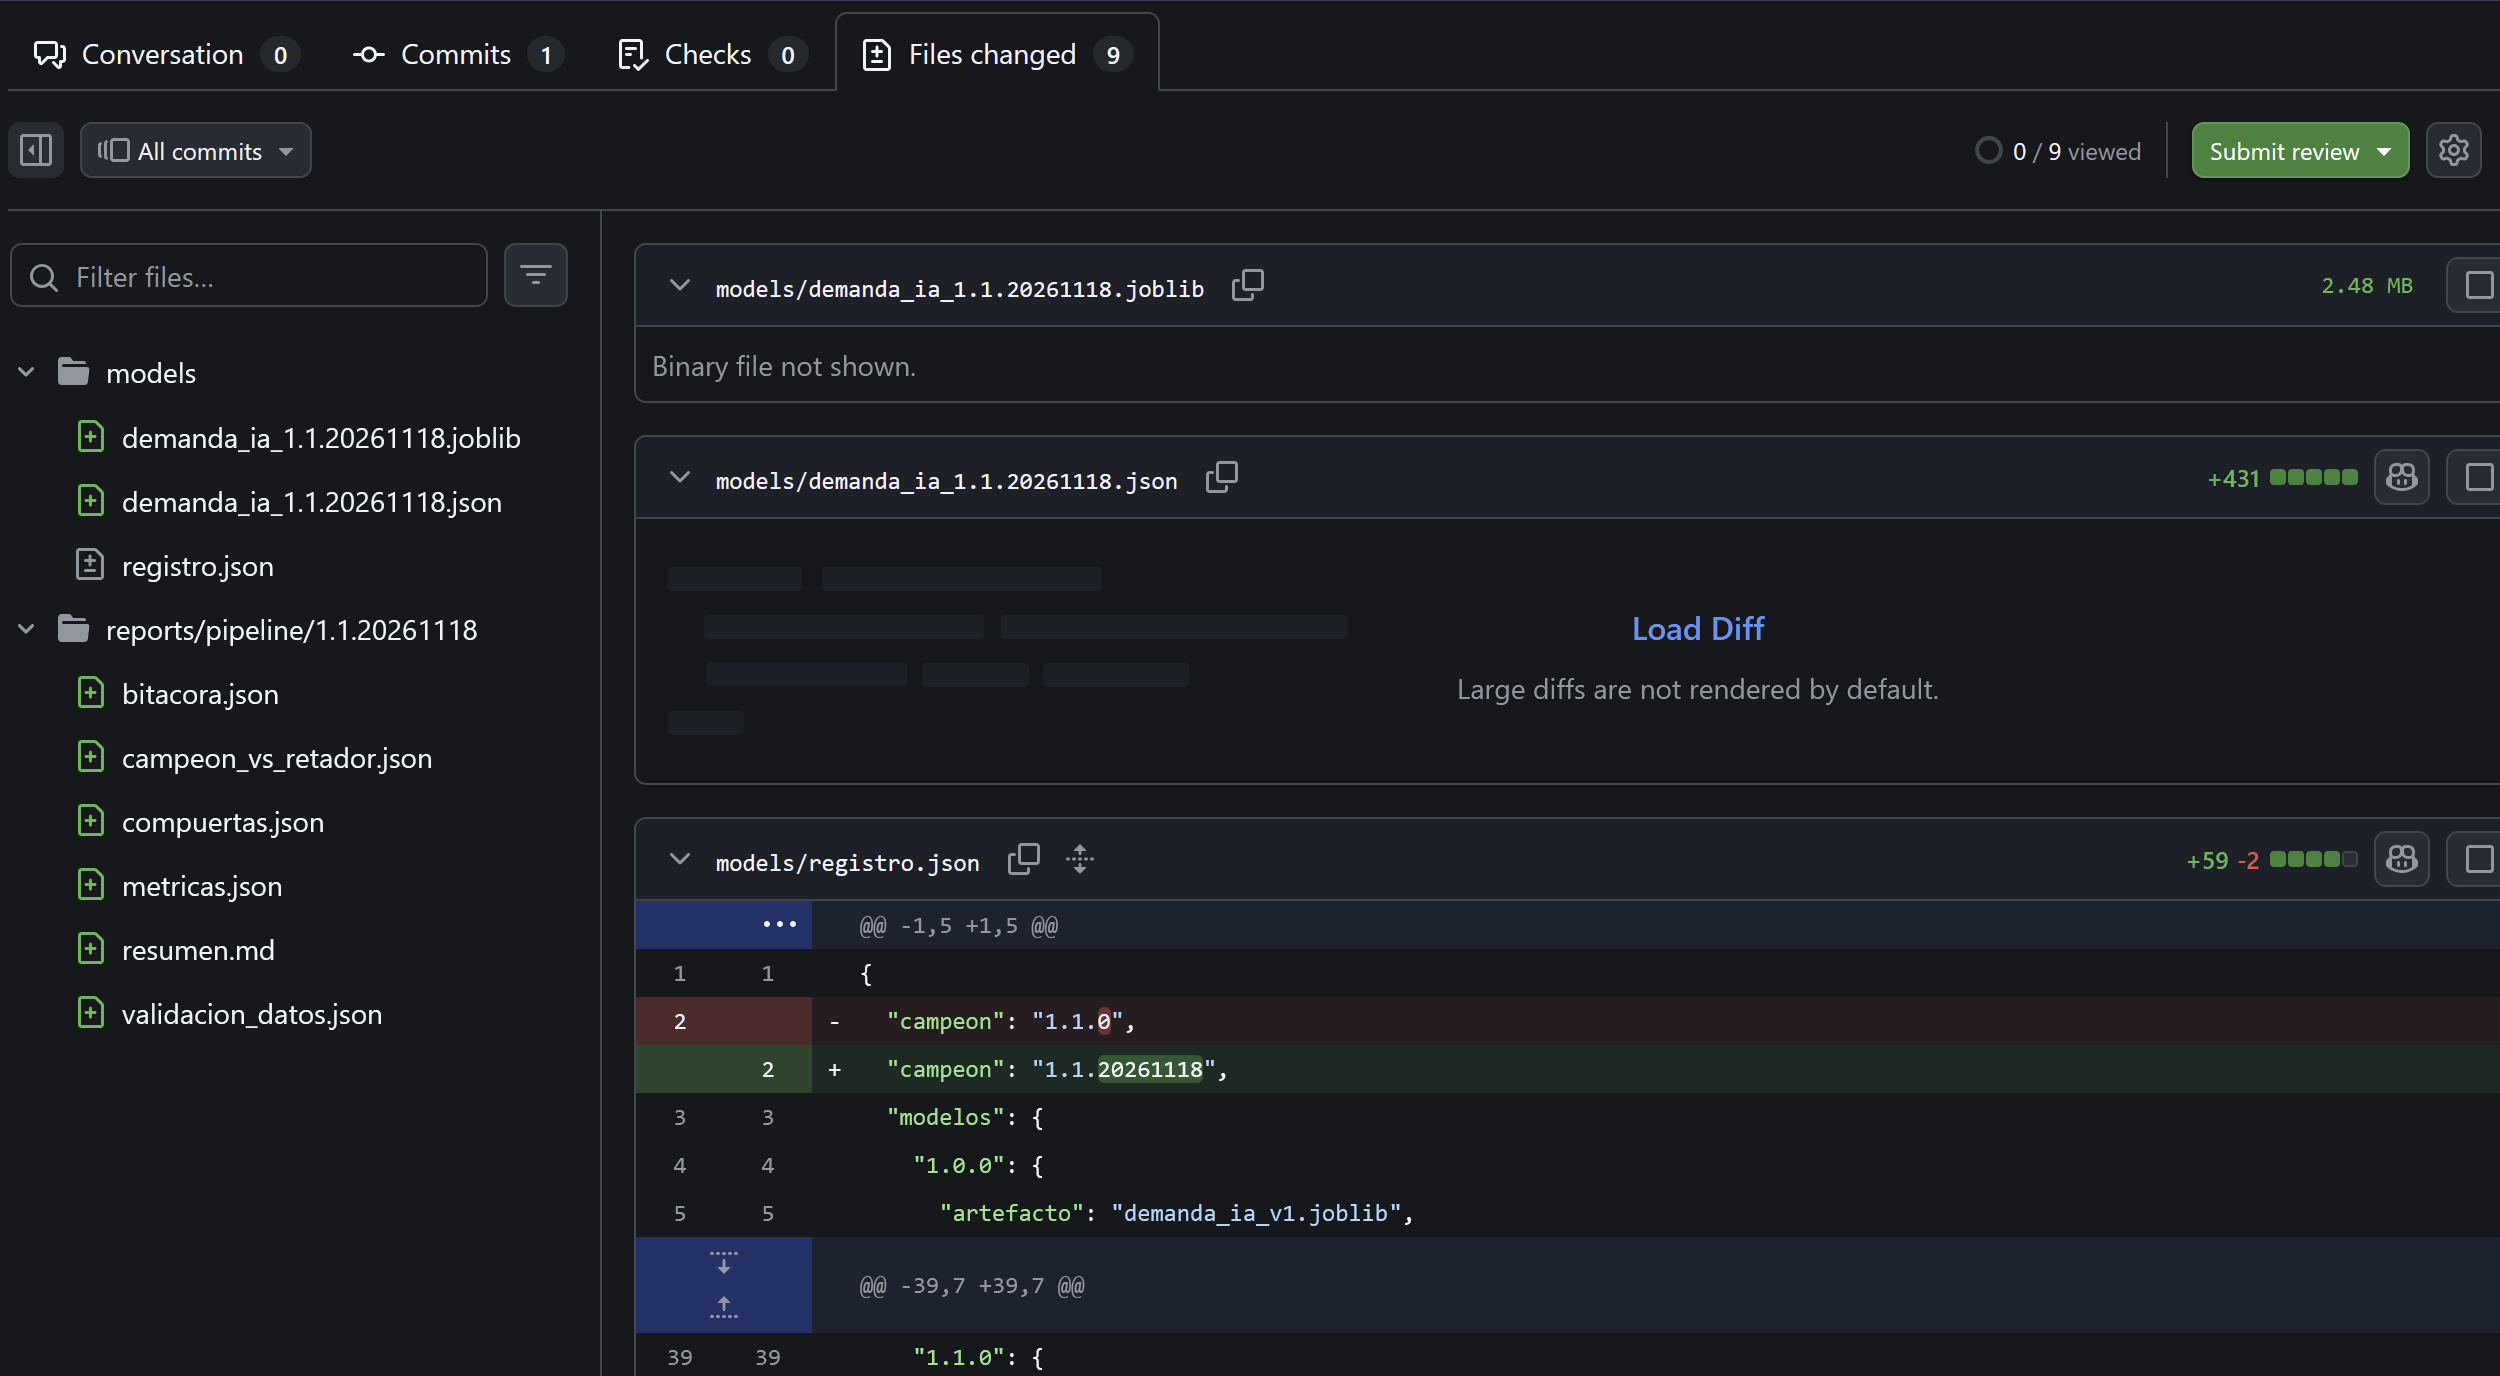 Conversation 0 Commits 1 Checks 0 Files changed 9
All commits 0 / 9 viewed Submit review
Filter files...
models
demanda_ia_1.1.20261118.joblib
demanda_ia_1.1.20261118.json
registro.json
reports/pipeline/1.1.20261118
bitacora.json
campeon_vs_retador.json
compuertas.json
metricas.json
resumen.md
validacion_datos.json
models/demanda_ia_1.1.20261118.joblib 2.48 MB
Binary file not shown.
models/demanda_ia_1.1.20261118.json +431
Load Diff
Large diffs are not rendered by default.
models/registro.json +59 -2
@@ -1,5 +1,5 @@
1 1 {
2 - "campeon": "1.1.0",
2 + "campeon": "1.1.20261118",
3 3 "modelos": {
4 4 "1.0.0": {
5 5 "artefacto": "demanda_ia_v1.joblib",
@@ -39,7 +39,7 @@
39 39 "1.1.0": {